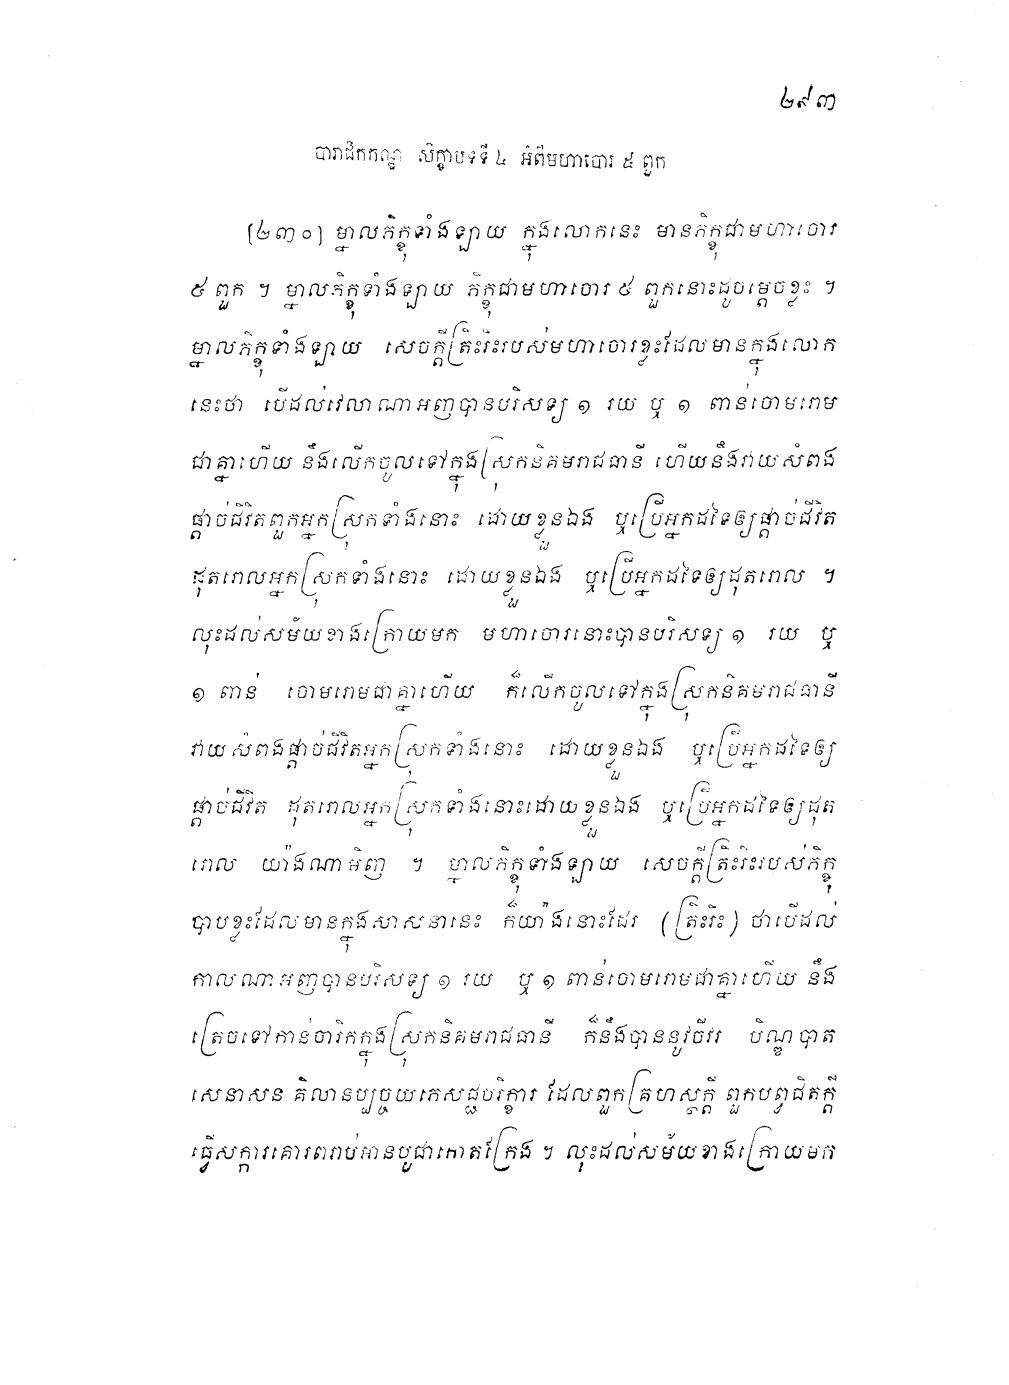 ២៩៣
បារាជិកកណ្ឌ សិក្ខាបទទី ៤ អំពីមហាចោរ ៥ ពួក
[២៣០] ម្នាលភិក្ខុទាំងឡាយ ក្នុងលោកនេះ មានភិក្ខុជាមហាចោរ
៥ ពួក ។ ម្នាលភិក្ខុទាំងឡាយ ភិក្ខុជាមហាចោរ ៥ ពួកនោះដូចម្តេចខ្លះ ។
ម្នាលភិក្ខុទាំងឡាយ សេចក្តីត្រិះរិះរបស់មហាចោរខ្លះដែលមានក្នុងលោក
នេះថា បើដល់វេលាណាអញបានបរិសទ្យ ១ រយ ឬ ១ ពាន់ចោមរោម
ជាគ្នាហើយ នឹងលើកចូលទៅក្នុងស្រុកនិគមរាជធានី ហើយនឹងវាយសំពង
ផ្តាច់ជីវិតពួកអ្នកស្រុកទាំងនោះ ដោយខ្លួនឯង ឬប្រើអ្នកដទៃឲ្យផ្តាច់ជីវិត
ដុតរោលអ្នកស្រុកទាំងនោះ ដោយខ្លួនឯង ឬប្រើអ្នកដទៃឲ្យដុតរោល ។
លុះដល់សម័យខាងក្រោយមក មហាចោរនោះបានបរិសទ្យ ១ រយ ឬ
១ ពាន់ ចោមរោមជាគ្នាហើយ ក៏លើកចូលទៅក្នុងស្រុកនិគមរាជធានី
វាយសំពងផ្តាច់ជីវិតអ្នកស្រុកទាំងនោះ ដោយខ្លួនឯង ឬប្រើអ្នកដទៃឲ្យ
ផ្តាច់ជីវិត ដុតរោលអ្នកស្រុកទាំងនោះដោយខ្លួនឯង ឬប្រើអ្នកដទៃឲ្យដុត
រោល យ៉ាងណាមិញ ។ ម្នាលភិក្ខុទាំងឡាយ សេចក្តីត្រិះរិះរបស់ភិក្ខុ
បាបខ្លះដែលមានក្នុងសាសនានេះ ក៏យ៉ាងនោះដែរ (ត្រិះរិះ) ថាបើដល់
កាលណាអញបានបរិសទ្យ ១ រយ ឬ ១ ពាន់ចោមរោមជាគ្នាហើយ នឹង
ត្រេចទៅកាន់ចារិកក្នុងស្រុកនិគមរាជធានី ក៏នឹងបាននូវចីវរ បិណ្ឌបាត
សេនាសន គិលានប្បច្ចយភេសជ្ជបរិក្ខារ ដែលពួកគ្រហស្ថក្តី ពួកបព្វជិតក្តី
ធ្វើសក្ការគោរពរាប់អានបូជាកោតក្រែង ។ លុះដល់សម័យខាងក្រោយមក